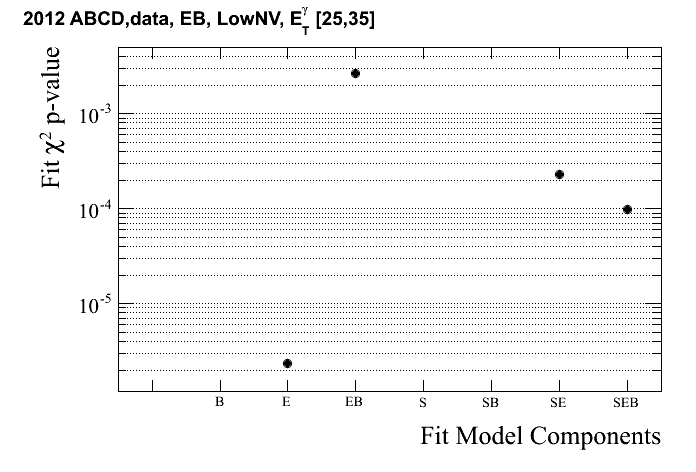 2012 ABCD,data, EB, LowNV, E_T^γ [25,35]
Fit χ² p-value
10⁻³
10⁻⁴
10⁻⁵
B E EB S SB SE SEB
Fit Model Components